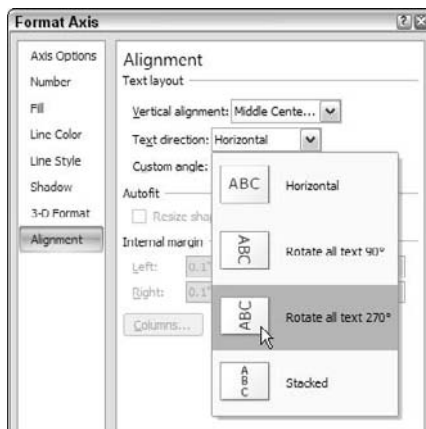 Format Axis
Axis Options
Number
Fill
Line Color
Line Style
Shadow
3-D Format
Alignment
Alignment
Text layout
Vertical alignment: Middle Cente...
Text direction: Horizontal
Custom angle:
Autofit
Resize
Internal margin
Left: 0.1"
Right: 0.1"
Columns...
ABC Horizontal
ABC Rotate all text 90°
ABC Rotate all text 270°
ABC Stacked